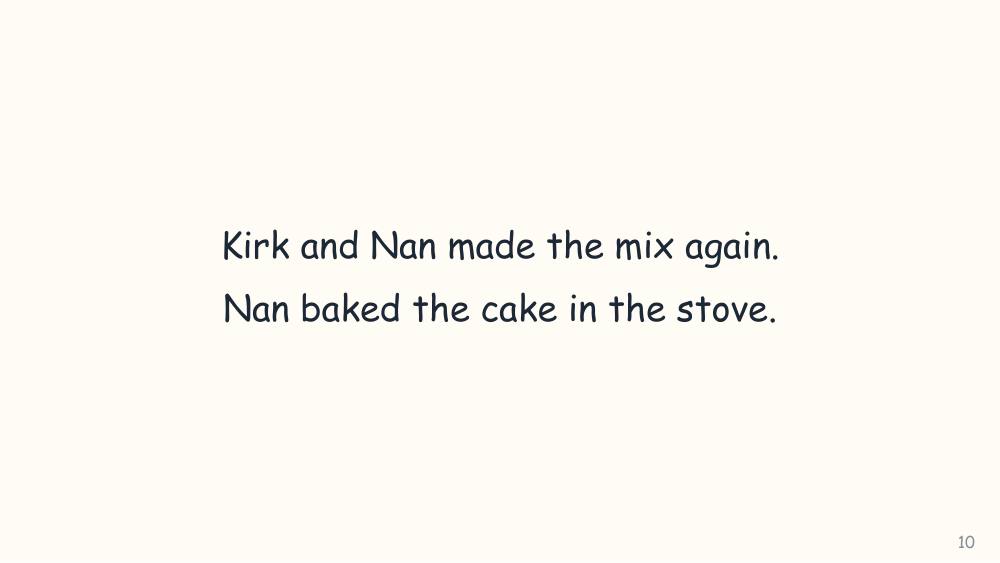 Kirk and Nan made the mix again.
Nan baked the cake in the stove.
10